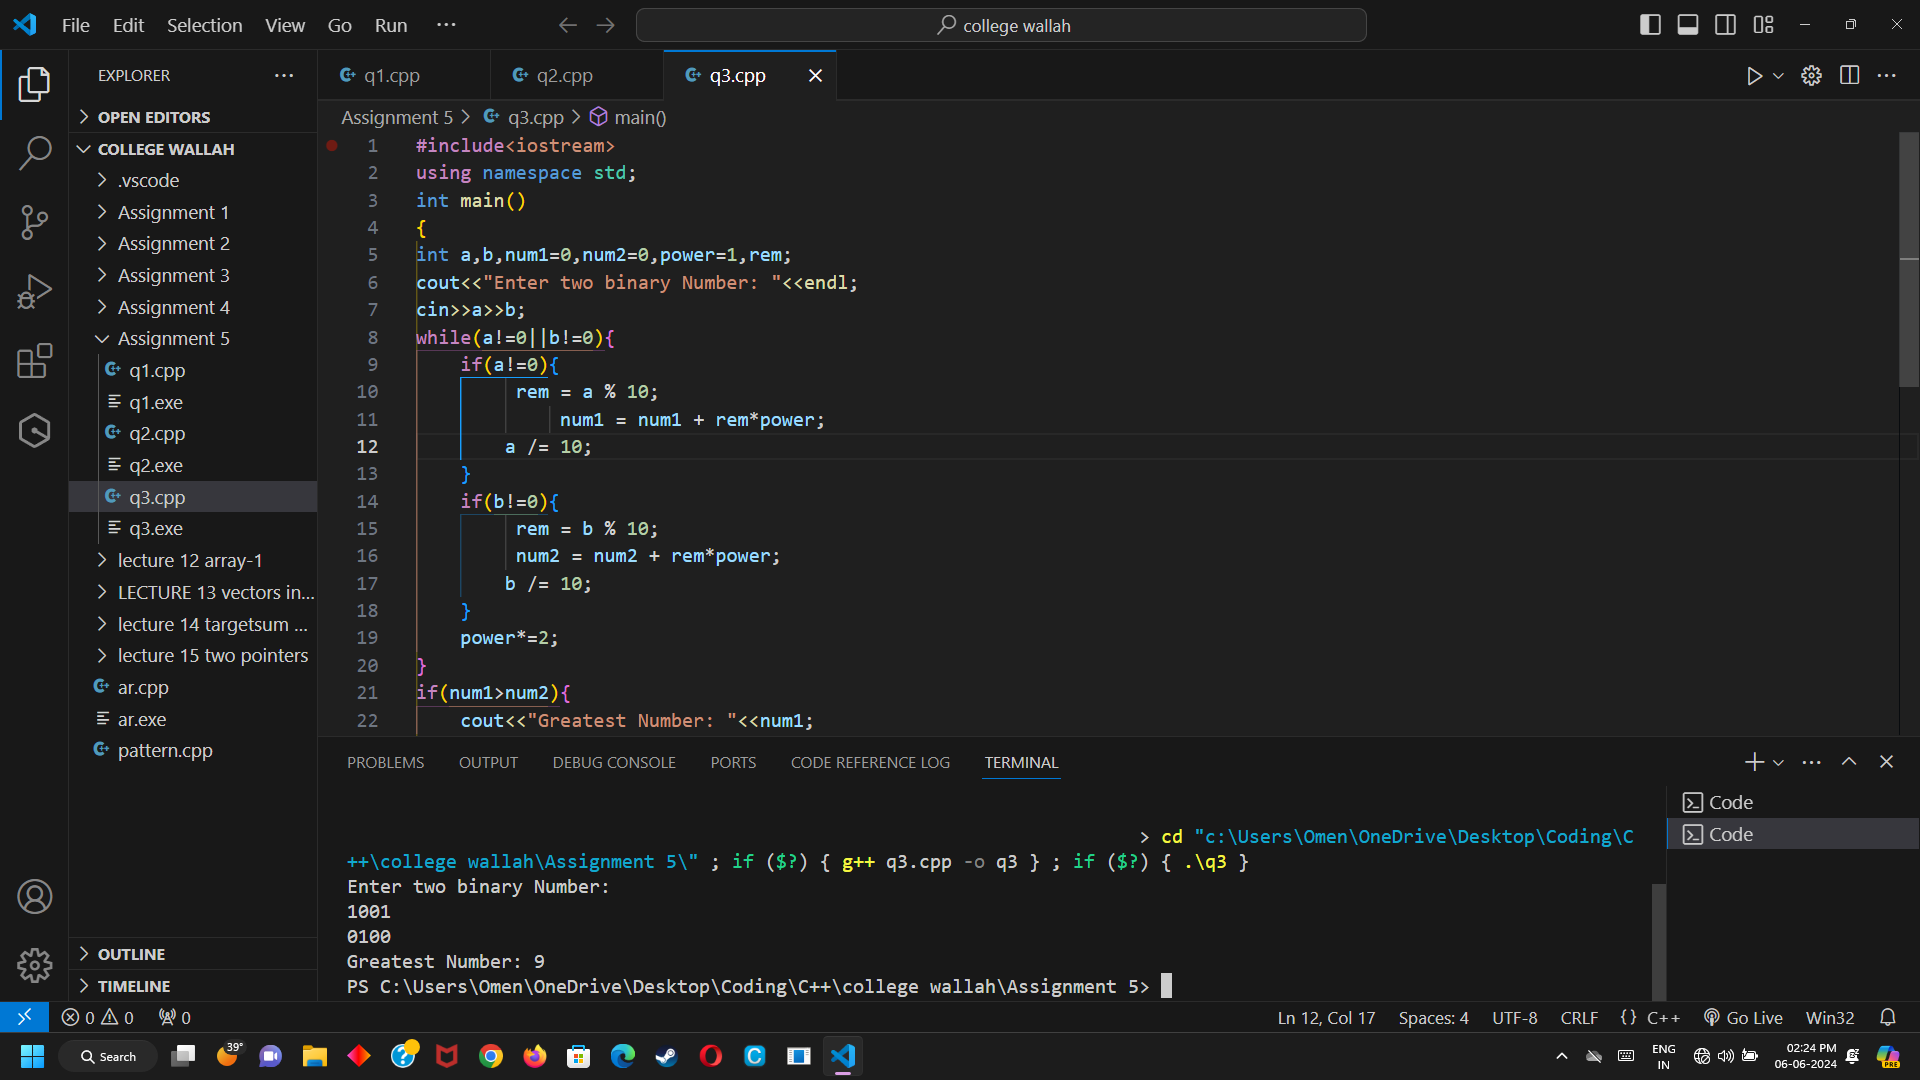 File Edit Selection View Go Run ···
college wallah
EXPLORER
q1.cpp
q2.cpp
q3.cpp
OPEN EDITORS
COLLEGE WALLAH
.vscode
Assignment 1
Assignment 2
Assignment 3
Assignment 4
Assignment 5
q1.cpp
q1.exe
q2.cpp
q2.exe
q3.cpp
q3.exe
lecture 12 array-1
LECTURE 13 vectors in...
lecture 14 targetsum ...
lecture 15 two pointers
ar.cpp
ar.exe
pattern.cpp
OUTLINE
TIMELINE
Assignment 5 > q3.cpp > main()
1 #include<iostream>
2 using namespace std;
3 int main()
4 {
5 int a,b,num1=0,num2=0,power=1,rem;
6 cout<<"Enter two binary Number: "<<endl;
7 cin>>a>>b;
8 while(a!=0||b!=0){
9 if(a!=0){
10 rem = a % 10;
11 num1 = num1 + rem*power;
12 a /= 10;
13 }
14 if(b!=0){
15 rem = b % 10;
16 num2 = num2 + rem*power;
17 b /= 10;
18 }
19 power*=2;
20 }
21 if(num1>num2){
22 cout<<"Greatest Number: "<<num1;
PROBLEMS OUTPUT DEBUG CONSOLE PORTS CODE REFERENCE LOG TERMINAL
> cd "c:\Users\Omen\OneDrive\Desktop\Coding\C
++\college wallah\Assignment 5\" ; if ($?) { g++ q3.cpp -o q3 } ; if ($?) { .\q3 }
Enter two binary Number:
1001
0100
Greatest Number: 9
PS C:\Users\Omen\OneDrive\Desktop\Coding\C++\college wallah\Assignment 5>
Code
Code
0 0 0
Ln 12, Col 17 Spaces: 4 UTF-8 CRLF {} C++ Go Live Win32
Search
39°
ENG
IN
02:24 PM
06-06-2024
PRE